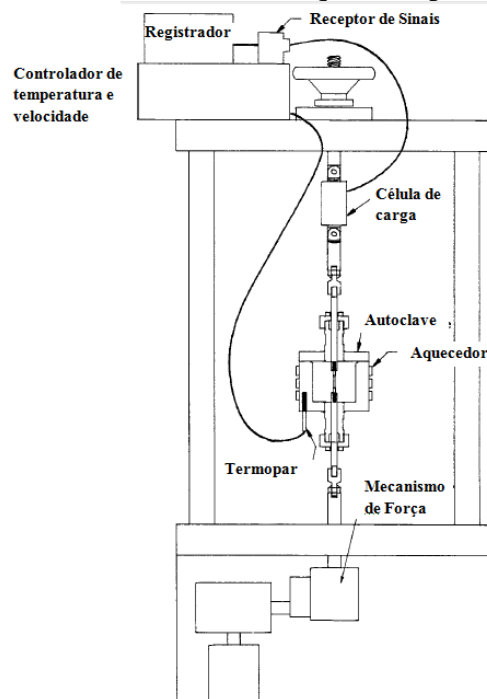 Registrador
Receptor de Sinais
Controlador de
temperatura e
velocidade
Célula de
carga
Autoclave
Aquecedor
Termopar
Mecanismo
de Força